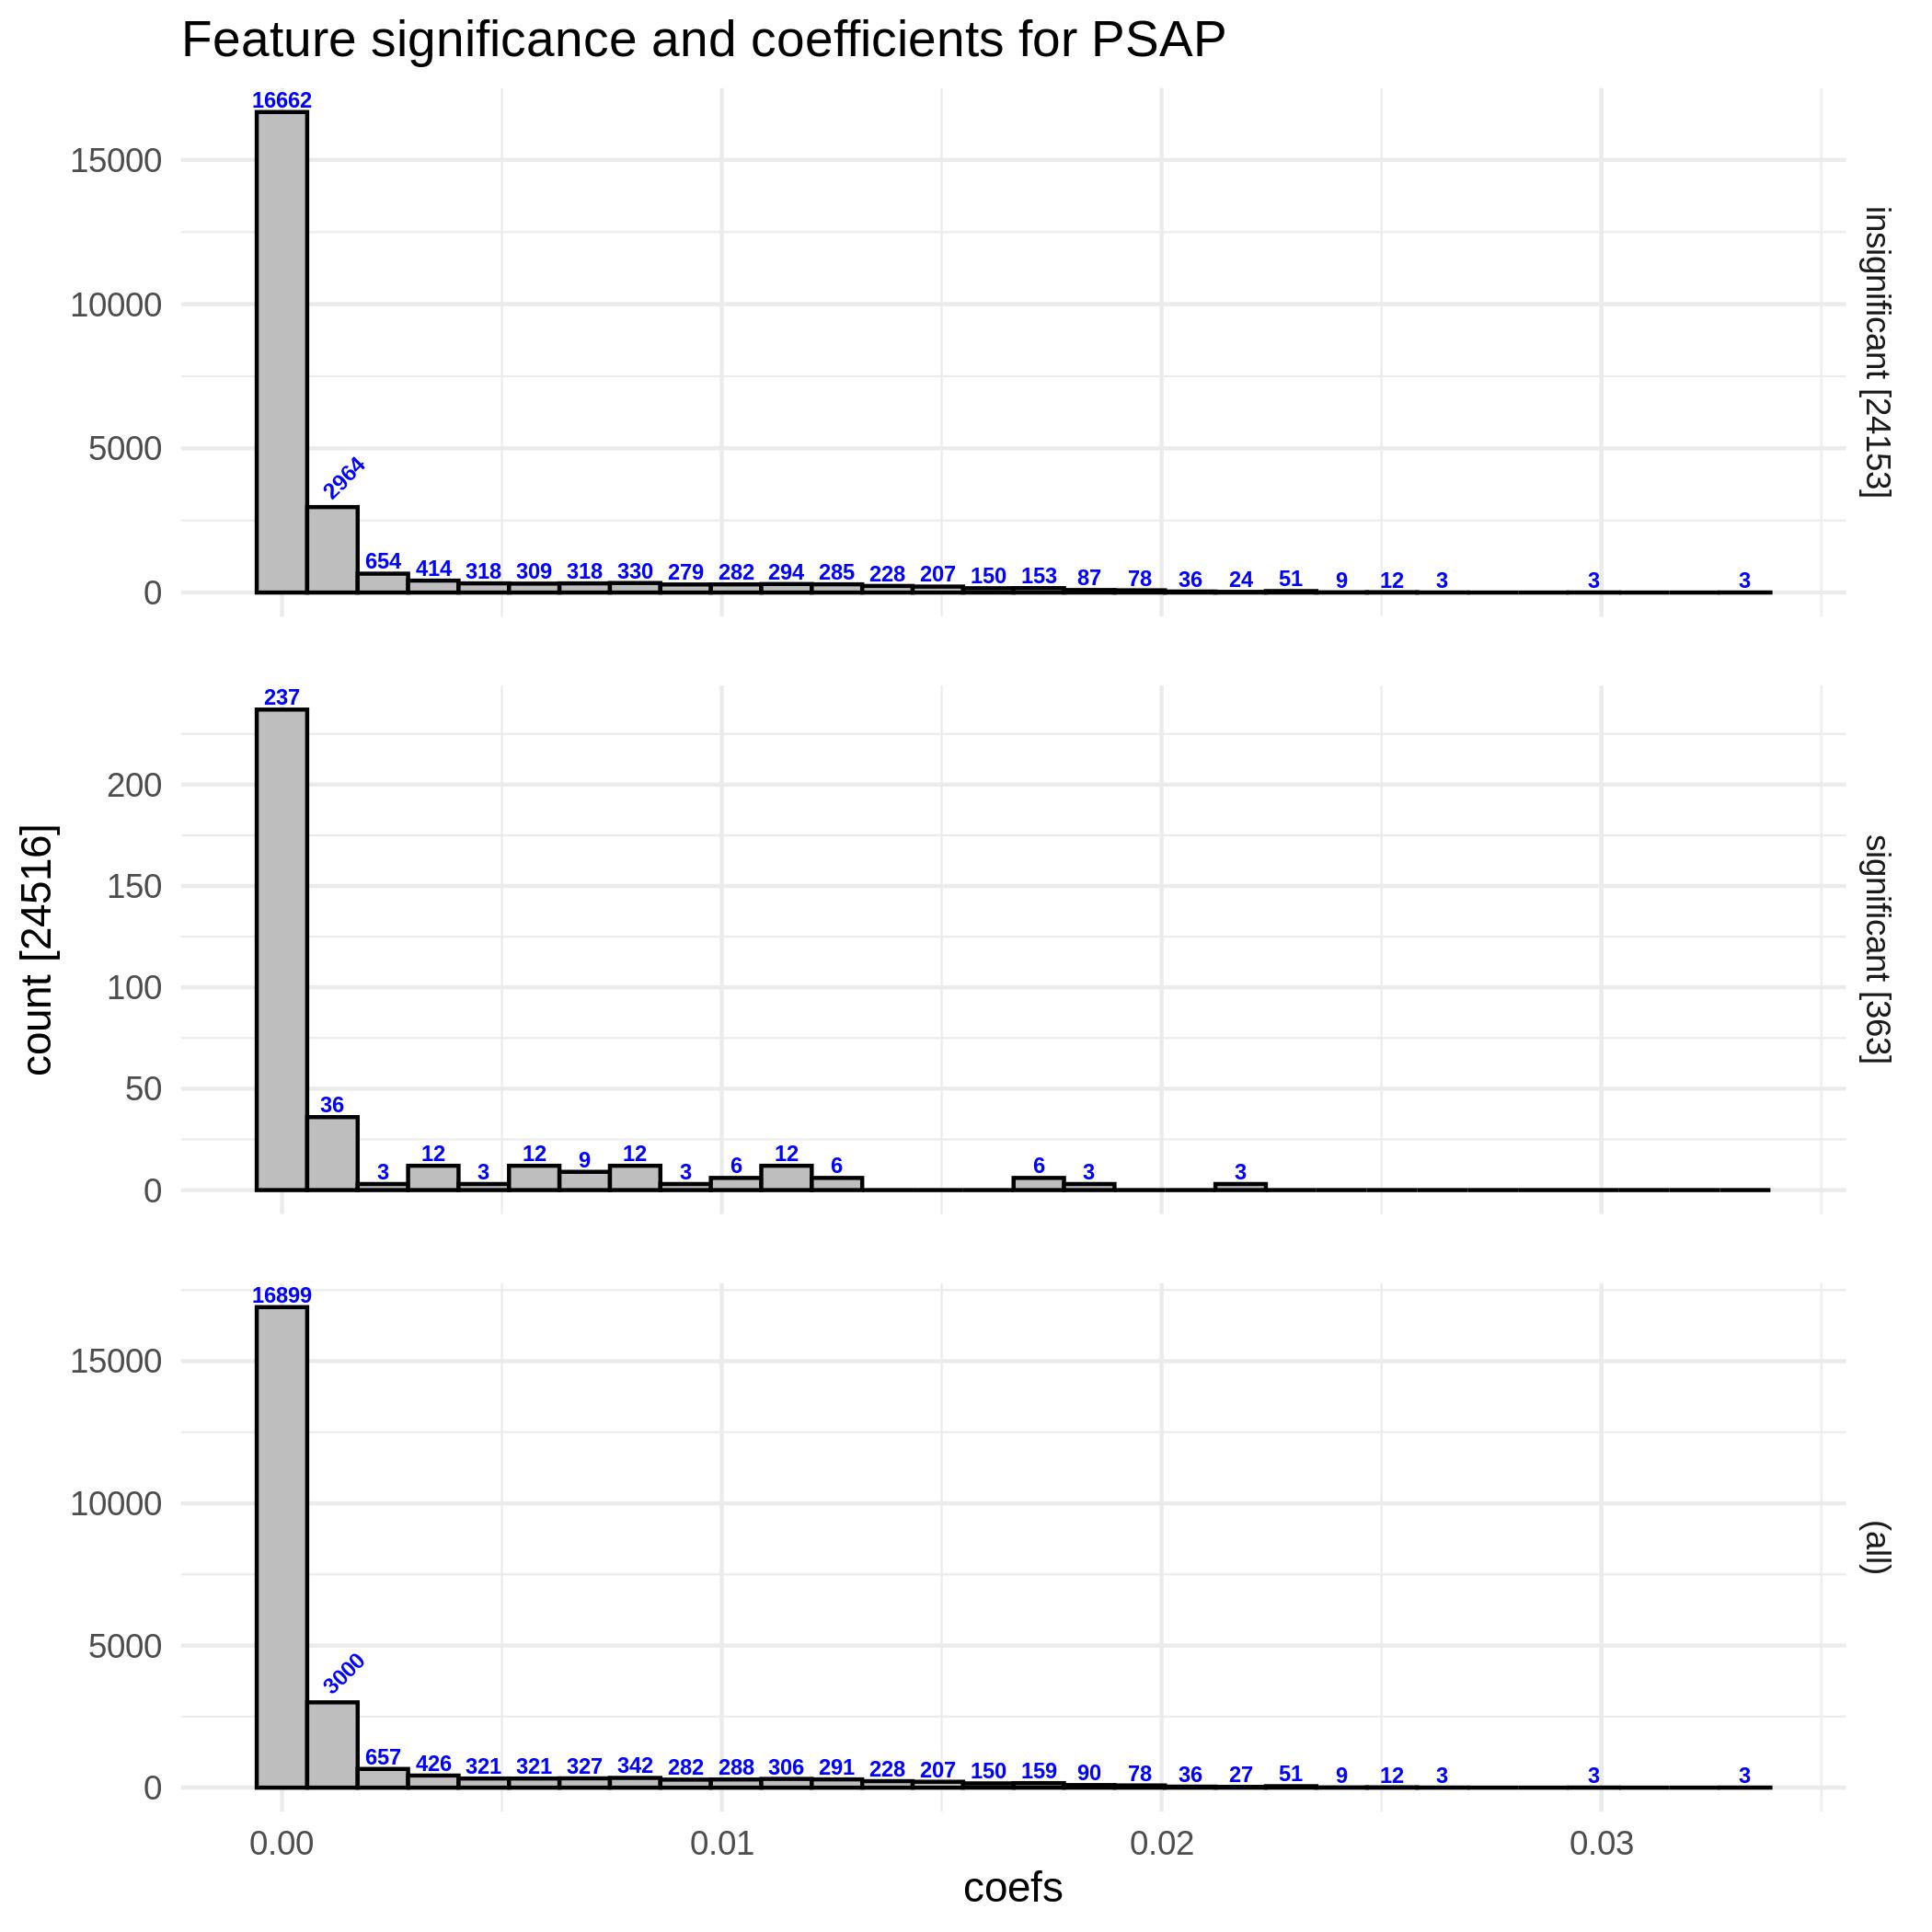 Feature significance and coefficients for PSAP
16662
15000
10000
5000
2964
654 414 318 309 318 330 279 282 294 285 228 207 150 153 87 78 36 24 51 9 12 3 3 3
0
insignificant [24153]
237
200
150
100
50
36
3 12 3 12 9 12 3 6 12 6 6 3 3
0
significant [363]
count [24516]
16899
15000
10000
5000
3000
657 426 321 321 327 342 282 288 306 291 228 207 150 159 90 78 36 27 51 9 12 3 3 3
0
(all)
0.00 0.01 0.02 0.03
coefs